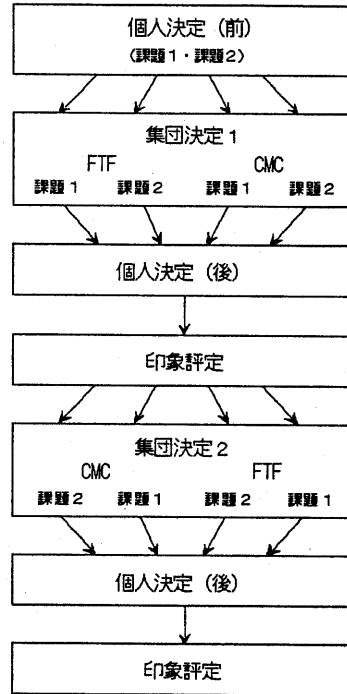 個人決定（前）
〈課題1・課題2〉
集団決定1
FTF CMC
課題1 課題2 課題1 課題2
個人決定（後）
印象評定
集団決定2
CMC FTF
課題2 課題1 課題2 課題1
個人決定（後）
印象評定